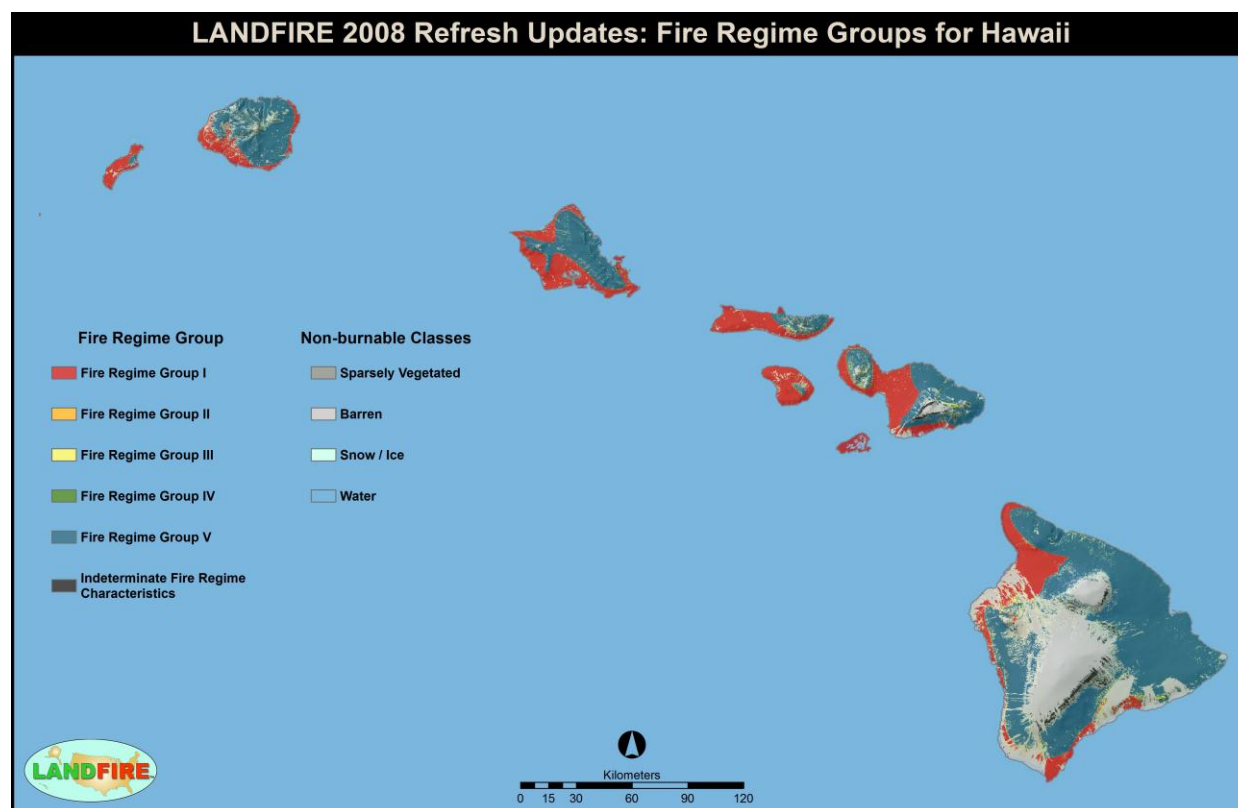 LANDFIRE 2008 Refresh Updates: Fire Regime Groups for Hawaii
Fire Regime Group
Fire Regime Group I
Fire Regime Group II
Fire Regime Group III
Fire Regime Group IV
Fire Regime Group V
Indeterminate Fire Regime
Characteristics
Non-burnable Classes
Sparsely Vegetated
Barren
Snow / Ice
Water
LANDFIRE
Kilometers
0 15 30 60 90 120